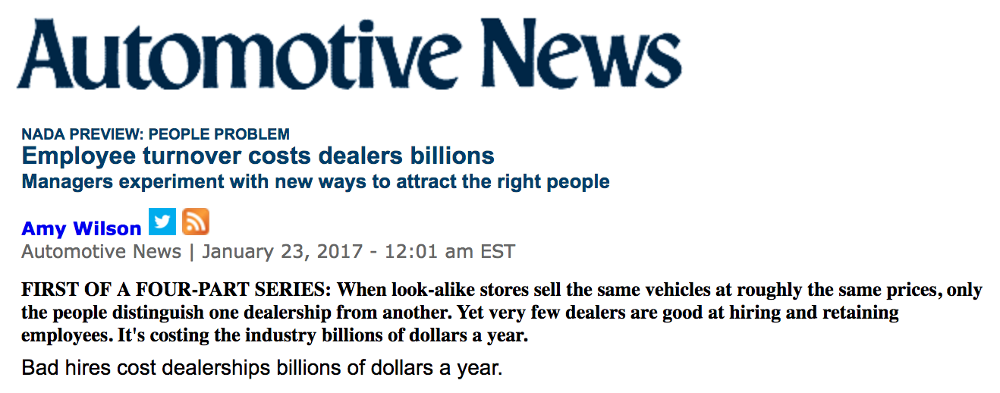 Automotive News
NADA PREVIEW: PEOPLE PROBLEM
Employee turnover costs dealers billions
Managers experiment with new ways to attract the right people
Amy Wilson
Automotive News | January 23, 2017 - 12:01 am EST
FIRST OF A FOUR-PART SERIES: When look-alike stores sell the same vehicles at roughly the same prices, only
the people distinguish one dealership from another. Yet very few dealers are good at hiring and retaining
employees. It's costing the industry billions of dollars a year.
Bad hires cost dealerships billions of dollars a year.